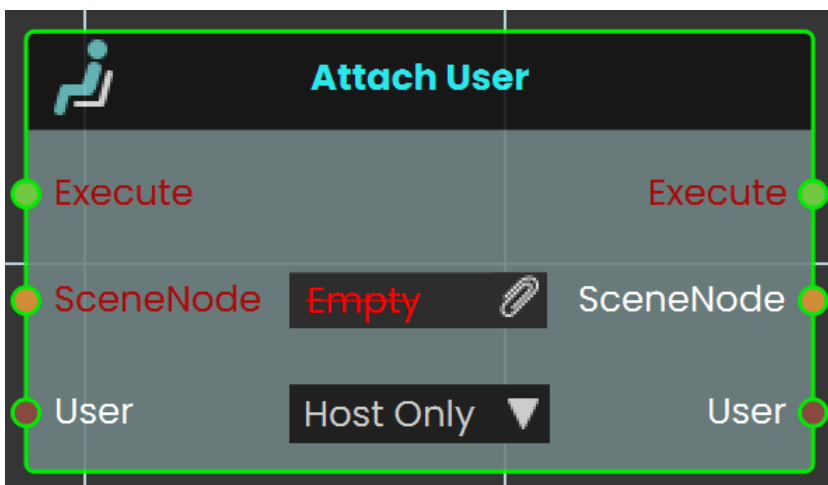 Attach User
Execute Execute
SceneNode Empty SceneNode
User Host Only User